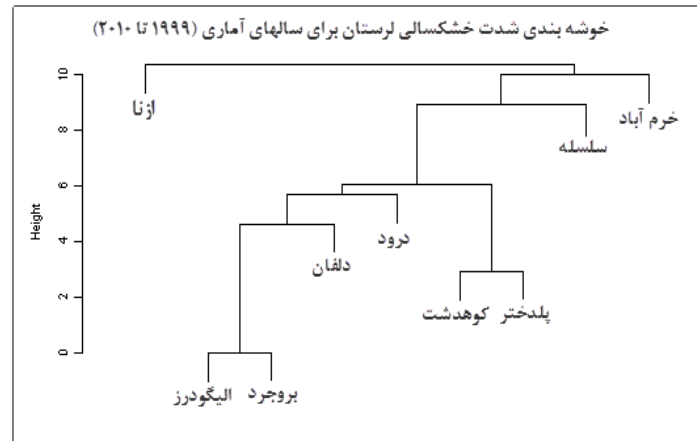 خوشه بندی شدت خشکسالی لرستان برای سالهای آماری (۱۹۹۹ تا ۲۰۱۰)
Height
10
8
6
4
2
0
ازنا
خرم آباد
سلسله
درود
دلفان
پلدختر
کوهدشت
بروجرد
الیگودرز